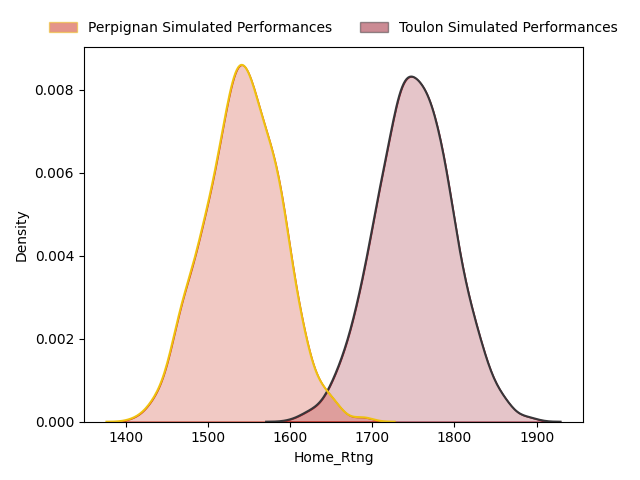 Perpignan Simulated Performances   Toulon Simulated Performances
0.008
0.006
0.004
0.002
0.000
Density
1400 1500 1600 1700 1800 1900
Home_Rtng